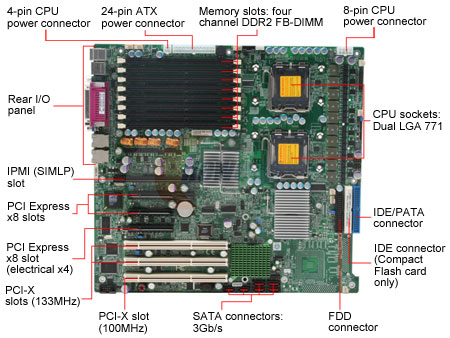 4-pin CPU
power connector
24-pin ATX
power connector
Memory slots: four
channel DDR2 FB-DIMM
8-pin CPU
power connector
Rear I/O
panel
CPU sockets:
Dual LGA 771
IPMI (SIMLP)
slot
PCI Express
x8 slots
PCI Express
x8 slot
(electrical x4)
PCI-X
slots (133MHz)
PCI-X slot
(100MHz)
SATA connectors:
3Gb/s
FDD
connector
IDE/PATA
connector
IDE connector
(Compact
Flash card
only)